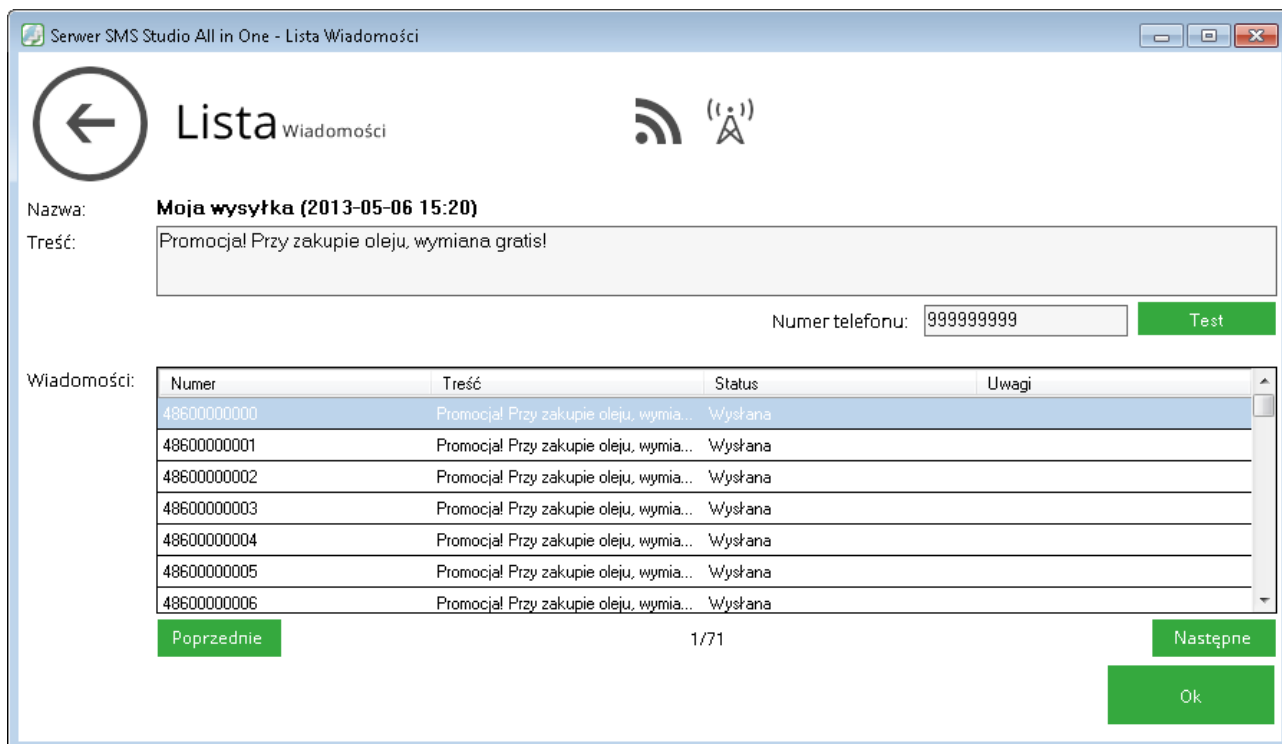 Serwer SMS Studio All in One - Lista Wiadomości
Lista Wiadomości
Nazwa: Moja wysyłka (2013-05-06 15:20)
Treść: Promocja! Przy zakupie oleju, wymiana gratis!
Numer telefonu: 999999999 Test
Wiadomości: Numer Treść Status Uwagi
48600000000 Promocja! Przy zakupie oleju, wymia... Wysłana
48600000001 Promocja! Przy zakupie oleju, wymia... Wysłana
48600000002 Promocja! Przy zakupie oleju, wymia... Wysłana
48600000003 Promocja! Przy zakupie oleju, wymia... Wysłana
48600000004 Promocja! Przy zakupie oleju, wymia... Wysłana
48600000005 Promocja! Przy zakupie oleju, wymia... Wysłana
48600000006 Promocja! Przy zakupie oleju, wymia... Wysłana
Poprzednie 1/71 Następne
Ok